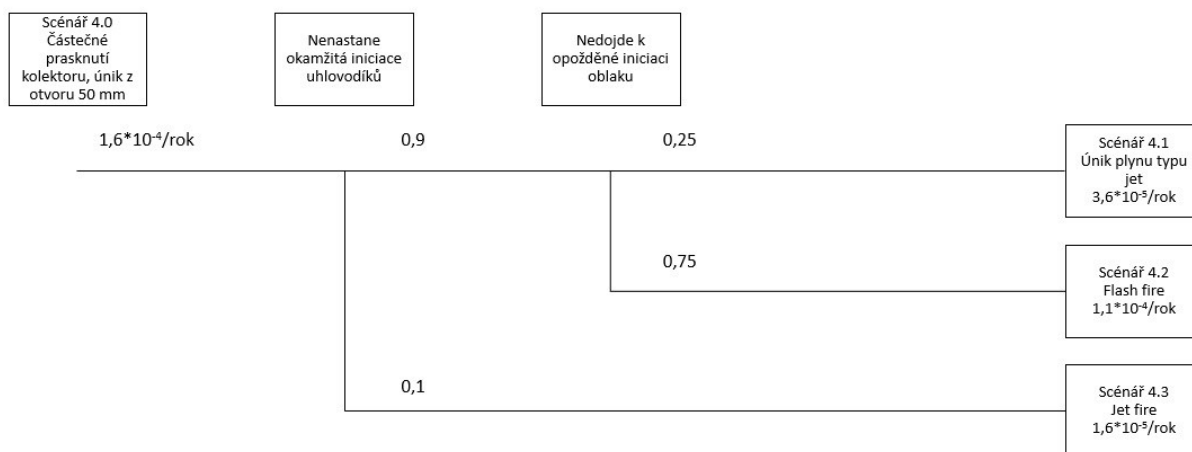 Scénář 4.0
Částečné
prasknutí
kolektoru, únik z
otvoru 50 mm
Nenastane
okamžitá iniciace
uhlovodíků
Nedojde k
opožděné iniciaci
oblaku
1,6*10⁻⁴/rok
0,9
0,25
Scénář 4.1
Únik plynu typu
jet
3,6*10⁻⁵/rok
0,75
Scénář 4.2
Flash fire
1,1*10⁻⁴/rok
0,1
Scénář 4.3
Jet fire
1,6*10⁻⁵/rok